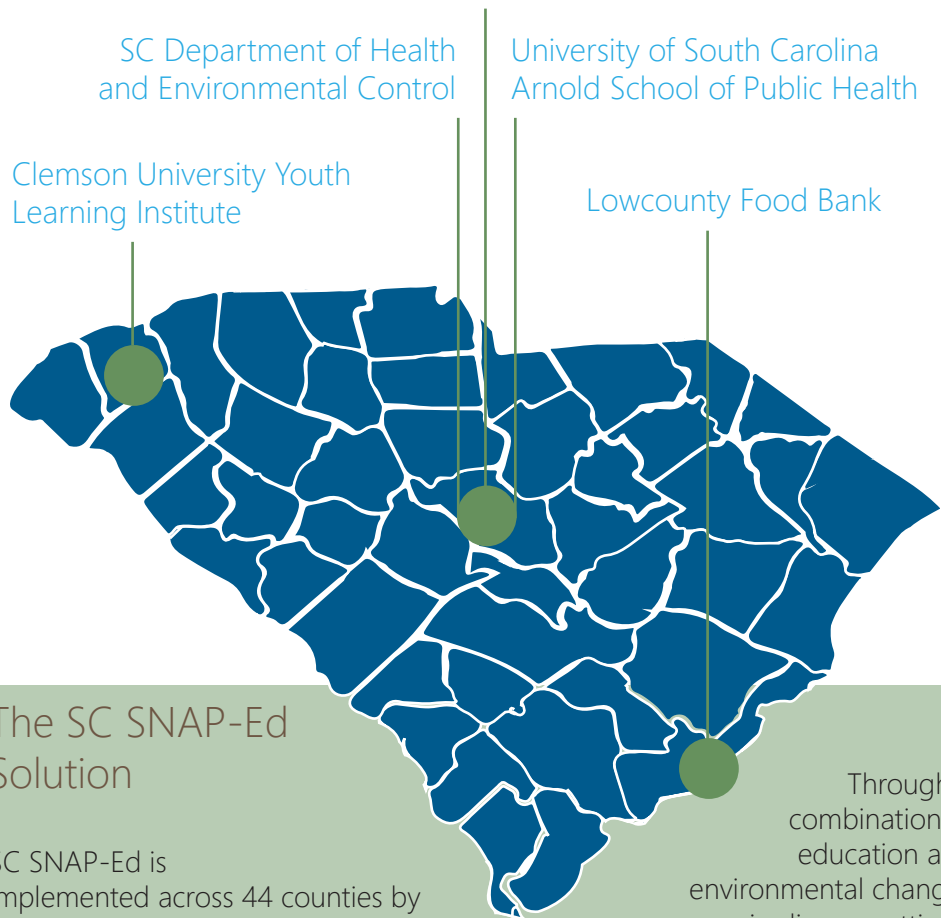 SC Department of Health
and Environmental Control
University of South Carolina
Arnold School of Public Health
Clemson University Youth
Learning Institute
Lowcounty Food Bank
The SC SNAP-Ed
Solution
SC SNAP-Ed is
implemented across 44 counties by
Through
combination
education a
environmental chang